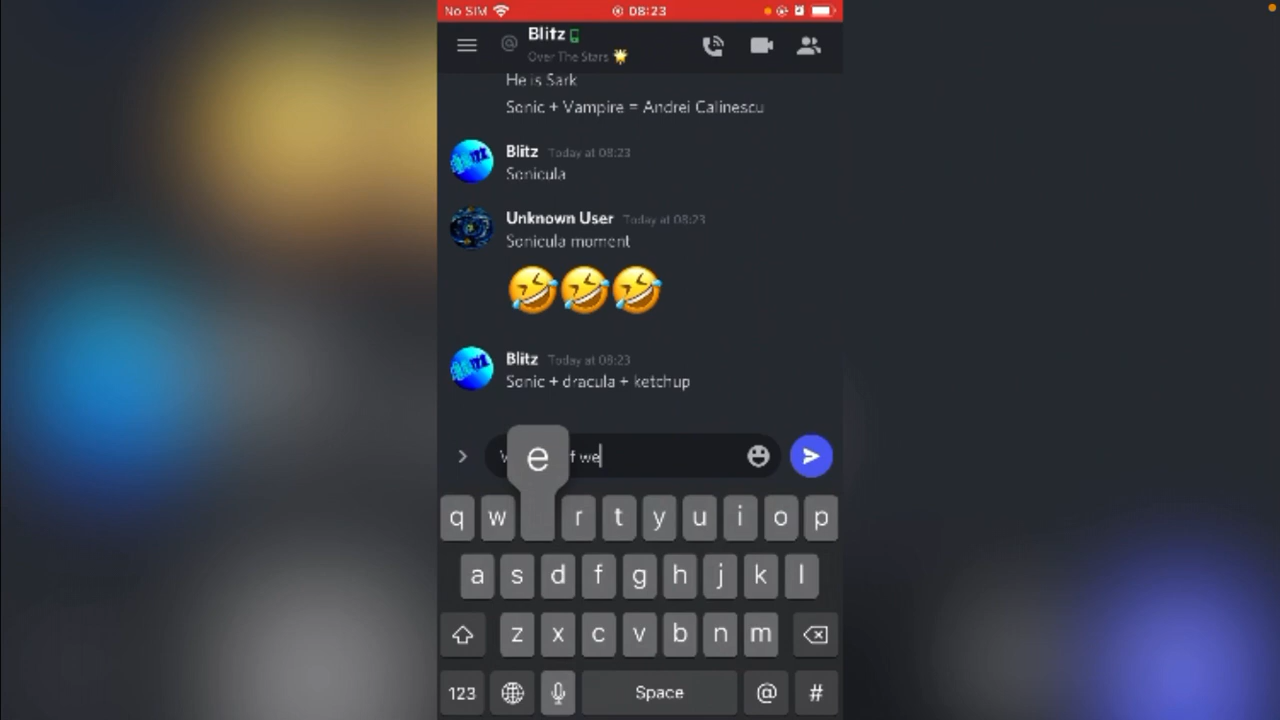 No SIM 08:23
Blitz
Over The Stars
He is Sark
Sonic + Vampire = Andrei Calinescu
Blitz Today at 08:23
Sonicula
Unknown User Today at 08:23
Sonicula moment
Blitz Today at 08:23
Sonic + dracula + ketchup
e
we
q w r t y u i o p
a s d f g h j k l
z x c v b n m
123 Space @ #